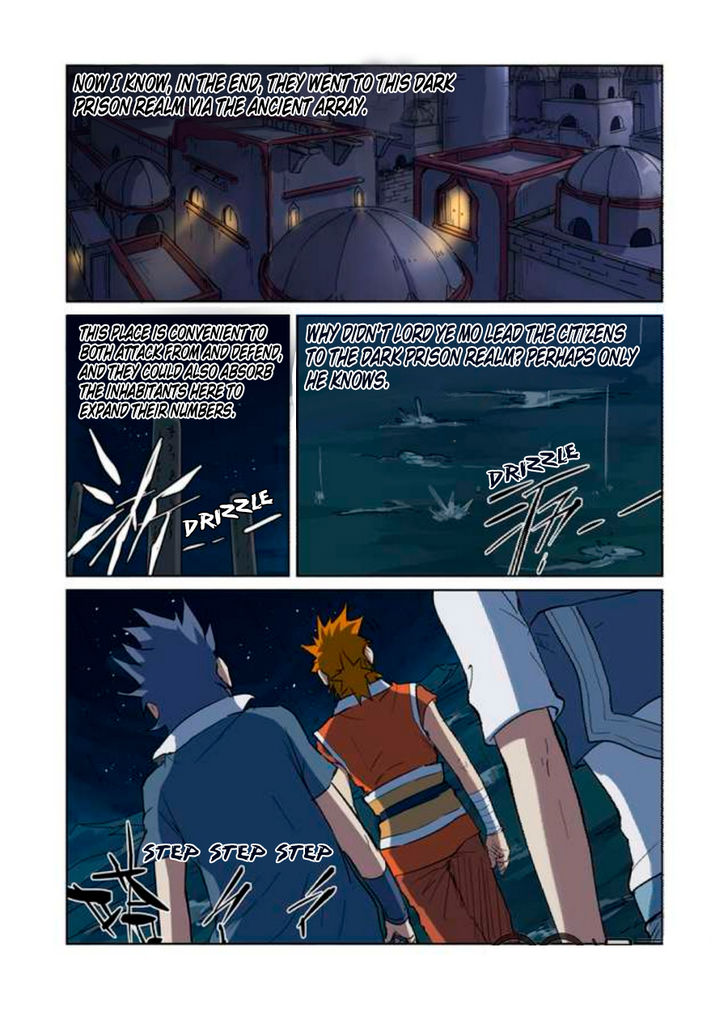 NOW I KNOW, IN THE END, THEY WENT TO THIS DARK
PRISON REALM VIA THE ANCIENT ARRAY.
THIS PLACE IS CONVENIENT TO
BOTH ATTACK FROM AND DEFEND,
AND THEY COULD ALSO ABSORB
THE INHABITANTS HERE TO
EXPAND THEIR NUMBERS.
WHY DIDN'T LORD YE MO LEAD THE CITIZENS
TO THE DARK PRISON REALM? PERHAPS ONLY
HE KNOWS.
DRIZZLE
DRIZZLE
STEP STEP STEP